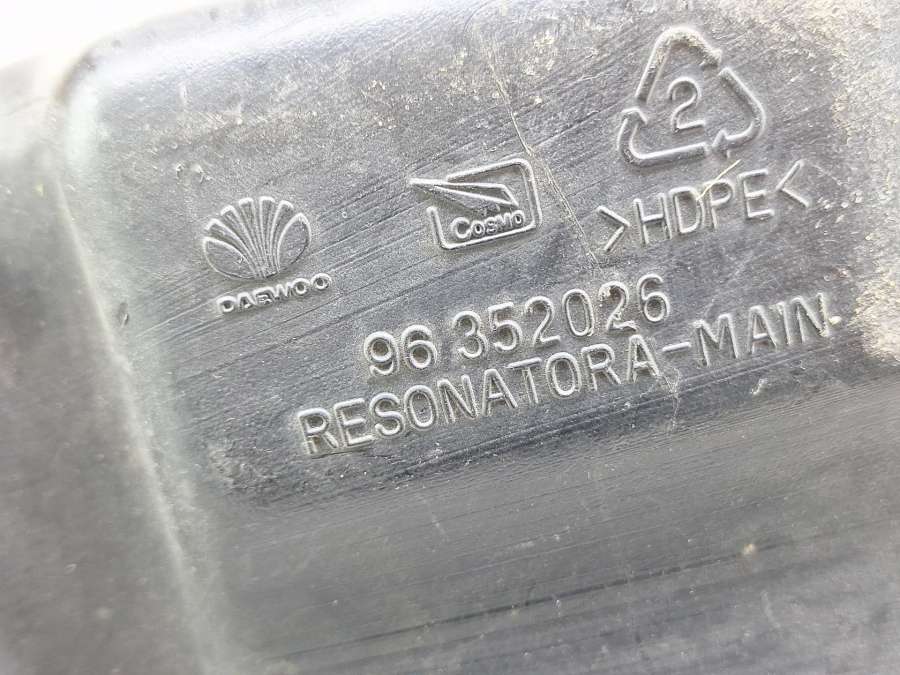 2
>HDPE<
COSMO
DAEWOO
96 352026
RESONATORA-MAIN